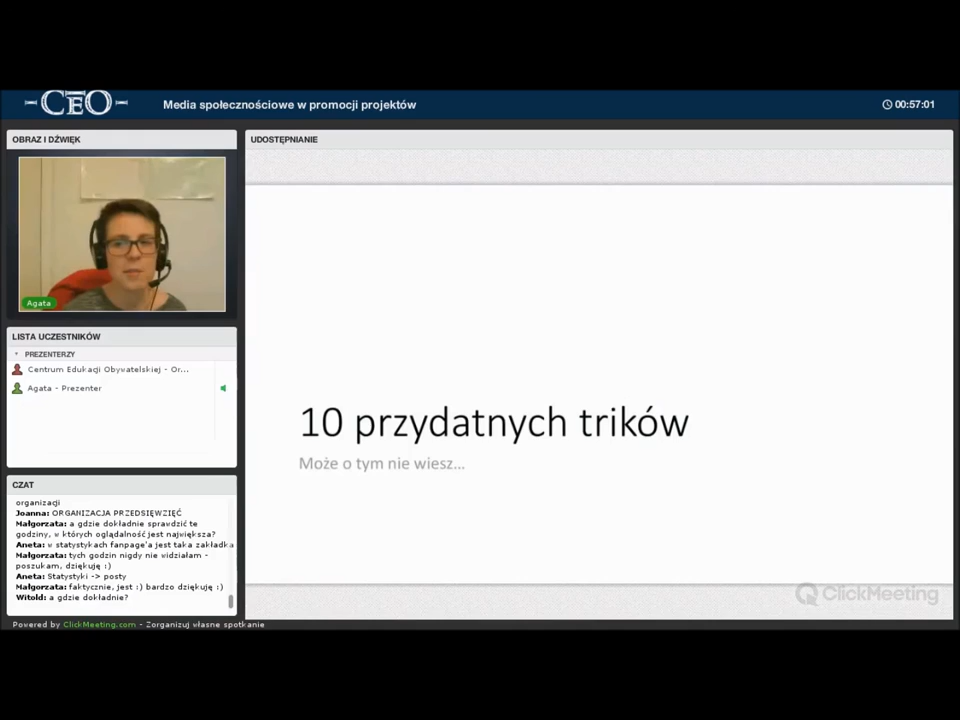 CEO
Media społecznościowe w promocji projektów
00:57:01
OBRAZ I DŹWIĘK
Agata
LISTA UCZESTNIKÓW
PREZENTERZY
Centrum Edukacji Obywatelskiej - Or...
Agata - Prezenter
CZAT
organizacji
Joanna: ORGANIZACJA PRZEDSIĘWZIĘĆ
Małgorzata: a gdzie dokładnie sprawdzić te
godziny, w których oglądalność jest największa?
Aneta: w statystykach fanpage'a jest taka zakładka
Małgorzata: tych godzin nigdy nie widziałam -
poszukam, dziękuję :)
Aneta: Statystyki -> posty
Małgorzata: faktycznie, jest :) bardzo dziękuję :)
Witold: a gdzie dokładnie?
UDOSTĘPNIANIE
10 przydatnych trików
Może o tym nie wiesz...
ClickMeeting
Powered by ClickMeeting.com - Zorganizuj własne spotkanie